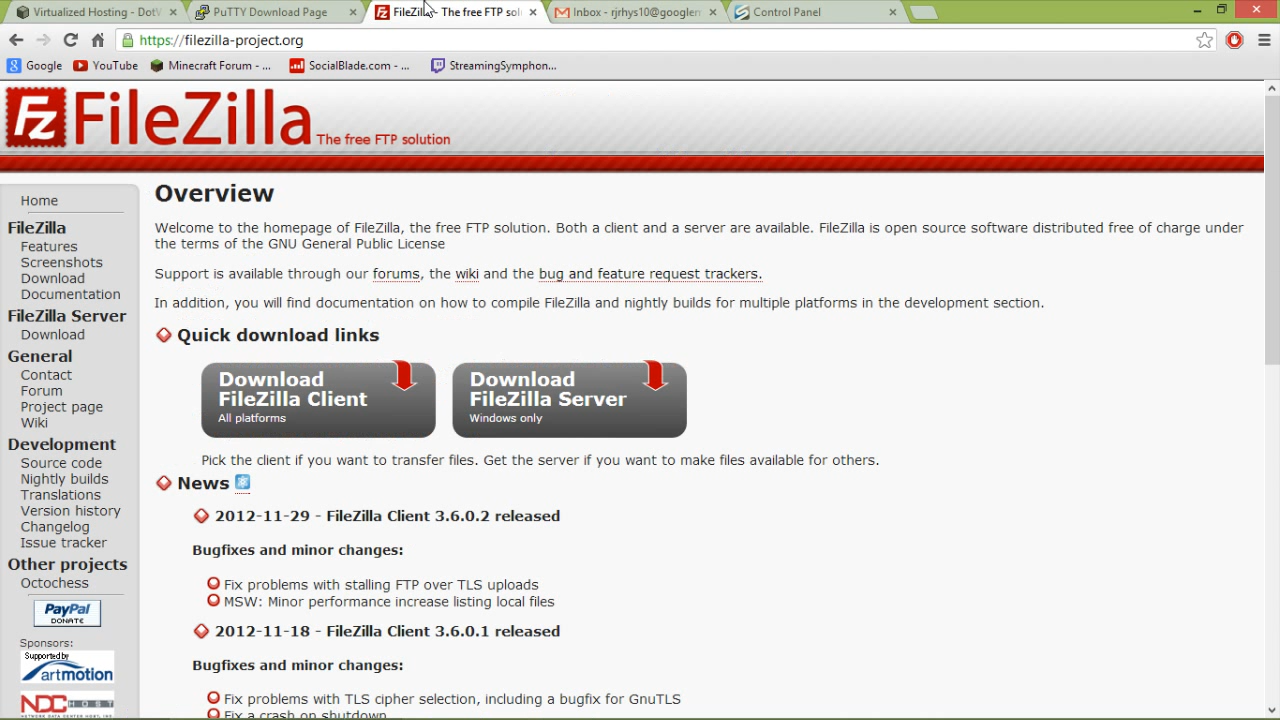 Virtualized Hosting - DotV
PuTTY Download Page
FileZilla - The free FTP sol
Inbox - rjrhys10@googlem
Control Panel
https://filezilla-project.org
Google
YouTube
Minecraft Forum - ...
SocialBlade.com - ...
StreamingSymphon...
FileZilla
The free FTP solution
Home
FileZilla
Features
Screenshots
Download
Documentation
FileZilla Server
Download
General
Contact
Forum
Project page
Wiki
Development
Source code
Nightly builds
Translations
Version history
Changelog
Issue tracker
Other projects
Octochess
PayPal
DONATE
Sponsors:
Supported by
artmotion
NDCHOST
NETWORK DATA CENTER HOST, INC
Overview
Welcome to the homepage of FileZilla, the free FTP solution. Both a client and a server are available. FileZilla is open source software distributed free of charge under
the terms of the GNU General Public License
Support is available through our forums, the wiki and the bug and feature request trackers.
In addition, you will find documentation on how to compile FileZilla and nightly builds for multiple platforms in the development section.
Quick download links
Download
FileZilla Client
All platforms
Download
FileZilla Server
Windows only
Pick the client if you want to transfer files. Get the server if you want to make files available for others.
News
2012-11-29 - FileZilla Client 3.6.0.2 released
Bugfixes and minor changes:
Fix problems with stalling FTP over TLS uploads
MSW: Minor performance increase listing local files
2012-11-18 - FileZilla Client 3.6.0.1 released
Bugfixes and minor changes:
Fix problems with TLS cipher selection, including a bugfix for GnuTLS
Fix a crash on shutdown